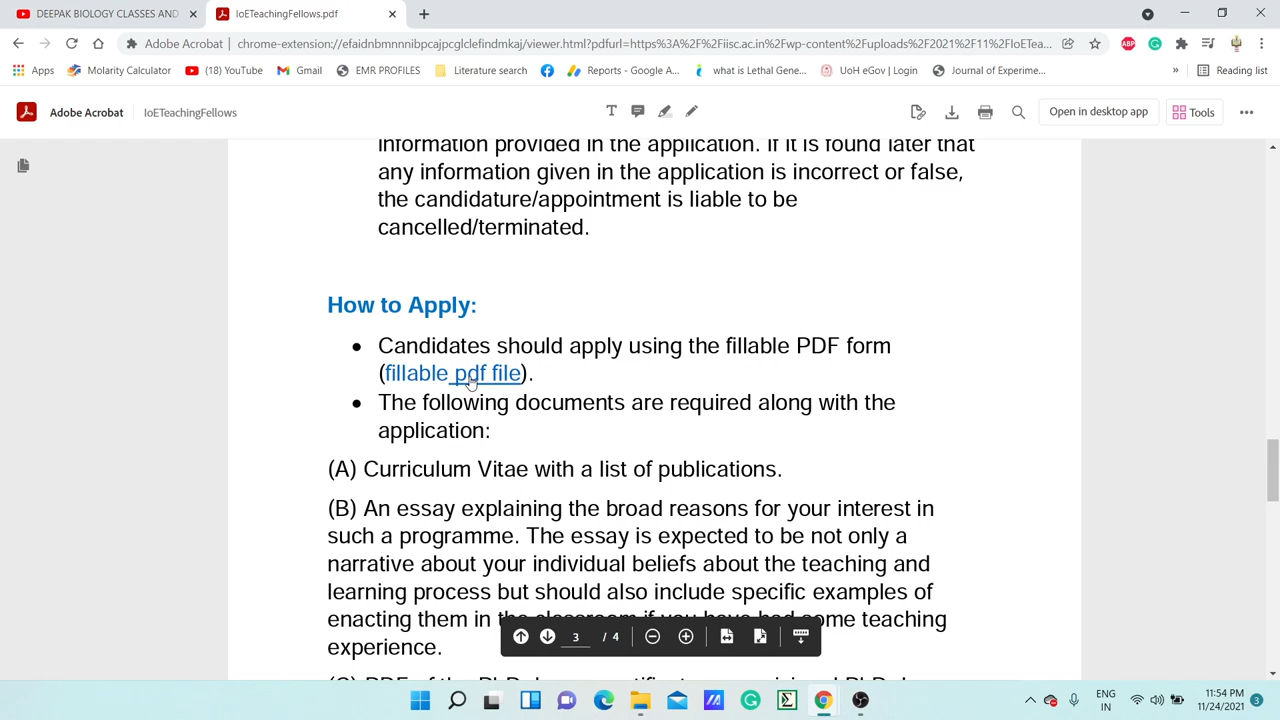 DEEPAK BIOLOGY CLASSES AND
IoETeachingFellows.pdf
Adobe Acrobat | chrome-extension://efaidnbmnnnibpcajpcglclefindmkaj/viewer.html?pdfurl=https%3A%2F%2Fiisc.ac.in%2Fwp-content%2Fuploads%2F2021%2F11%2FIoETea...
Apps
Molarity Calculator
(18) YouTube
Gmail
EMR PROFILES
Literature search
Reports - Google A...
what is Lethal Gene...
UoH eGov | Login
Journal of Experime...
»
Reading list
Adobe Acrobat
IoETeachingFellows
Open in desktop app
Tools
information provided in the application. If it is found later that
any information given in the application is incorrect or false,
the candidature/appointment is liable to be
cancelled/terminated.
How to Apply:
• Candidates should apply using the fillable PDF form
(fillable pdf file).
• The following documents are required along with the
application:
(A) Curriculum Vitae with a list of publications.
(B) An essay explaining the broad reasons for your interest in
such a programme. The essay is expected to be not only a
narrative about your individual beliefs about the teaching and
learning process but should also include specific examples of
enacting them in the classroom if you have had some teaching
experience.
3 / 4
ENG
IN
11:54 PM
11/24/2021
3